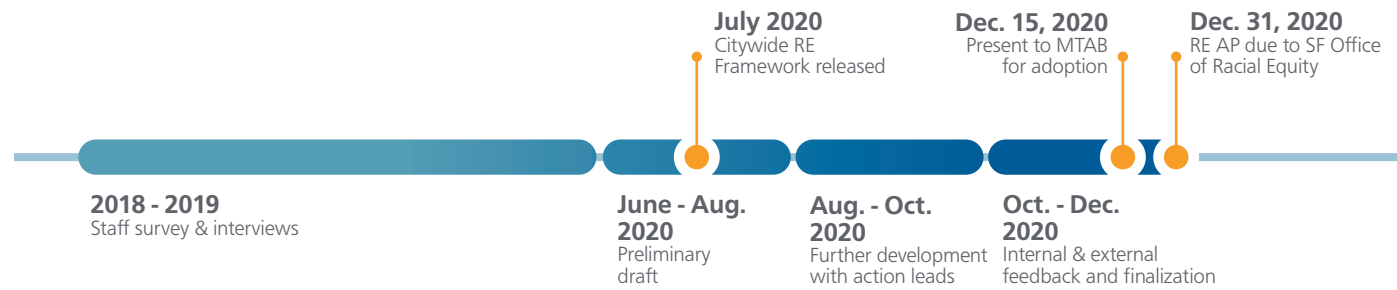 July 2020
Citywide RE
Framework released
Dec. 15, 2020
Present to MTAB
for adoption
Dec. 31, 2020
RE AP due to SF Office
of Racial Equity
2018 - 2019
Staff survey & interviews
June - Aug.
2020
Preliminary
draft
Aug. - Oct.
2020
Further development
with action leads
Oct. - Dec.
2020
Internal & external
feedback and finalization